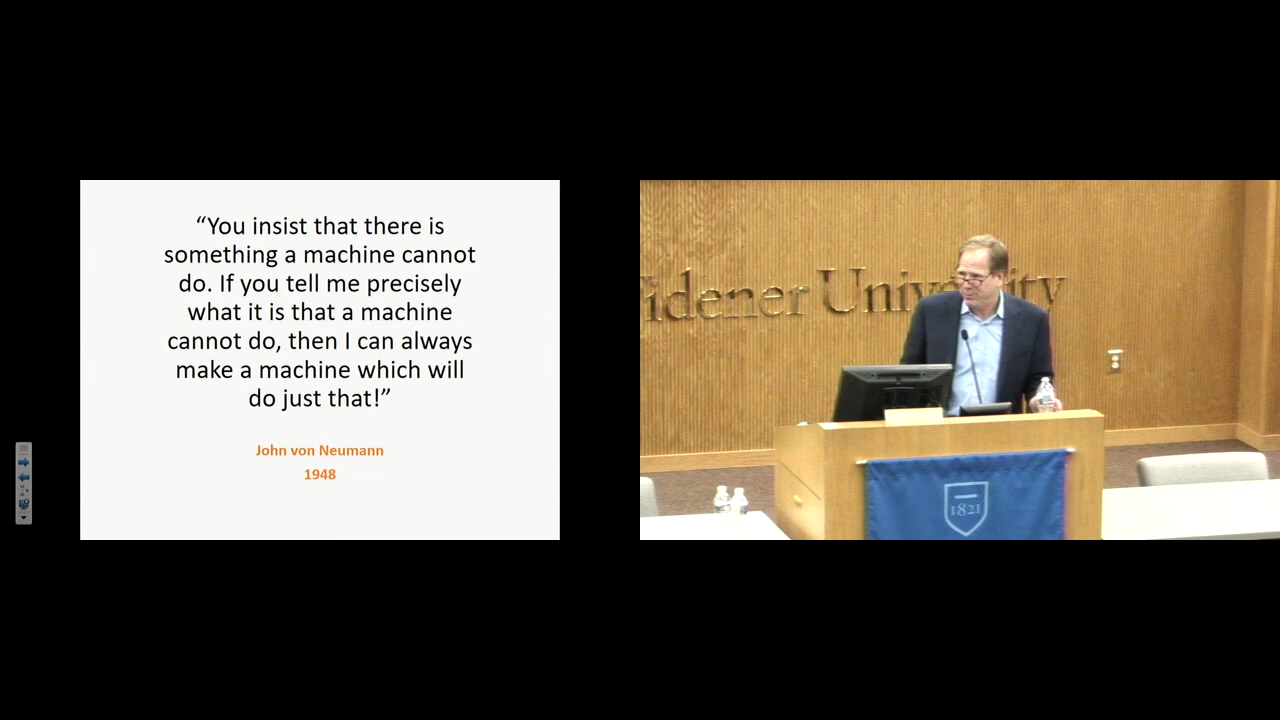 “You insist that there is
something a machine cannot
do. If you tell me precisely
what it is that a machine
cannot do, then I can always
make a machine which will
do just that!”
John von Neumann
1948
idener University
1821